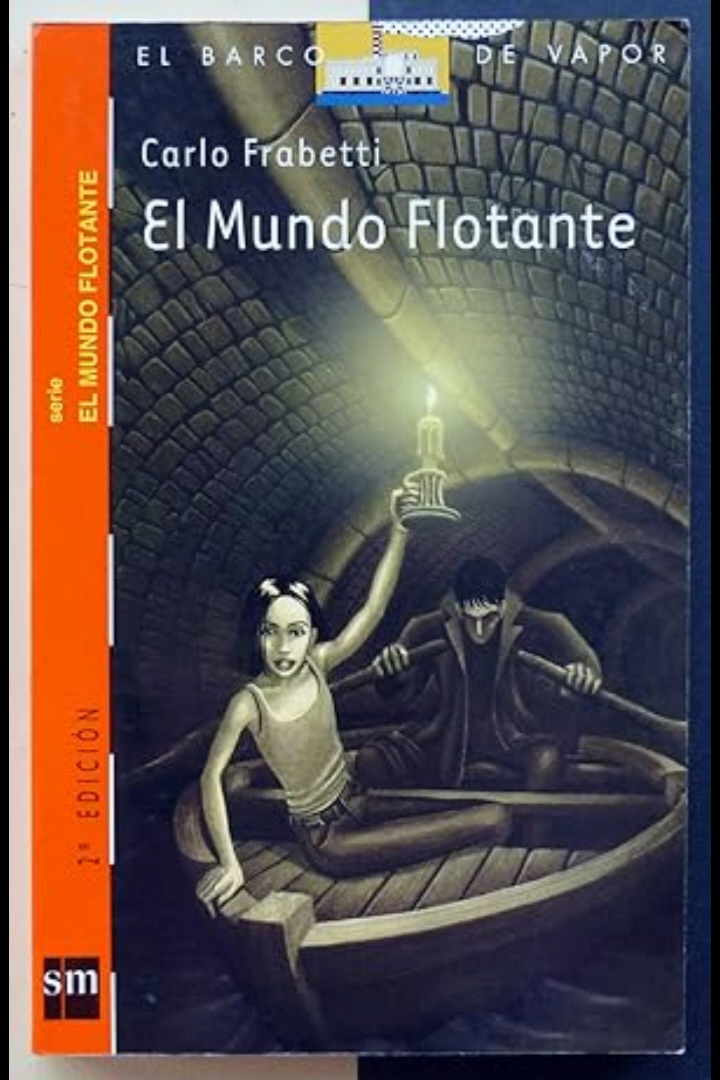 EL BARCO DE VAPOR
Carlo Frabetti
El Mundo Flotante
serie
EL MUNDO FLOTANTE
2ª EDICIÓN
sm